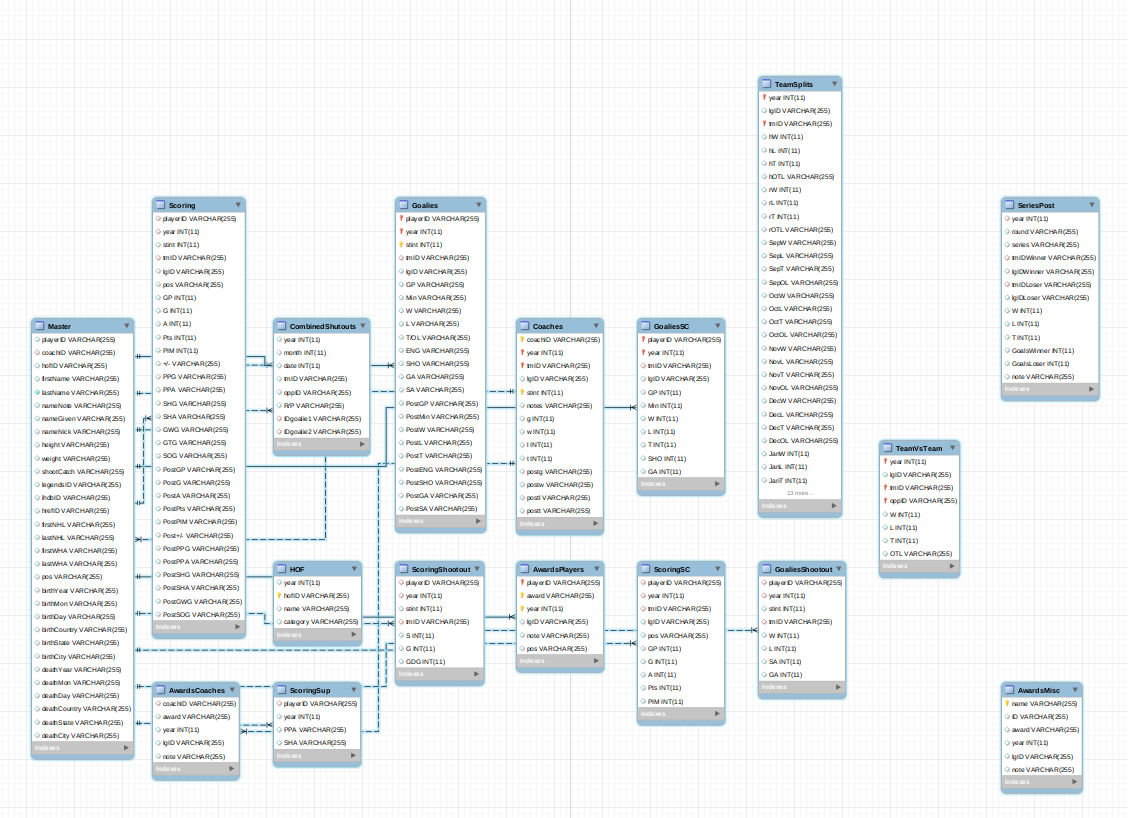 TeamSplits
year INT(11)
lgID VARCHAR(255)
tmID VARCHAR(255)
hW INT(11)
hL INT(11)
hT INT(11)
hOTL VARCHAR(255)
rW INT(11)
rL INT(11)
rT INT(11)
rOTL VARCHAR(255)
SepW VARCHAR(255)
SepL VARCHAR(255)
SepT VARCHAR(255)
SepOL VARCHAR(255)
OctW VARCHAR(255)
OctL VARCHAR(255)
OctT VARCHAR(255)
OctOL VARCHAR(255)
NovW VARCHAR(255)
NovL VARCHAR(255)
NovT VARCHAR(255)
NovOL VARCHAR(255)
DecW VARCHAR(255)
DecL VARCHAR(255)
DecT VARCHAR(255)
DecOL VARCHAR(255)
JanW INT(11)
JanL INT(11)
JanT INT(11)
13 more...
Indexes
Scoring
playerID VARCHAR(255)
year INT(11)
stint INT(11)
tmID VARCHAR(255)
lgID VARCHAR(255)
pos VARCHAR(255)
GP INT(11)
G INT(11)
A INT(11)
Pts INT(11)
PIM INT(11)
+/- VARCHAR(255)
PPG VARCHAR(255)
PPA VARCHAR(255)
SHG VARCHAR(255)
SHA VARCHAR(255)
GWG VARCHAR(255)
GTG VARCHAR(255)
SOG VARCHAR(255)
PostGP VARCHAR(255)
PostG VARCHAR(255)
PostA VARCHAR(255)
PostPts VARCHAR(255)
PostPIM VARCHAR(255)
Post+/- VARCHAR(255)
PostPPG VARCHAR(255)
PostPPA VARCHAR(255)
PostSHG VARCHAR(255)
PostSHA VARCHAR(255)
PostGWG VARCHAR(255)
PostSOG VARCHAR(255)
Indexes
Goalies
playerID VARCHAR(255)
year INT(11)
stint INT(11)
tmID VARCHAR(255)
lgID VARCHAR(255)
GP VARCHAR(255)
Min VARCHAR(255)
W VARCHAR(255)
L VARCHAR(255)
T/OL VARCHAR(255)
ENG VARCHAR(255)
SHO VARCHAR(255)
GA VARCHAR(255)
SA VARCHAR(255)
PostGP VARCHAR(255)
PostMin VARCHAR(255)
PostW VARCHAR(255)
PostL VARCHAR(255)
PostT VARCHAR(255)
PostENG VARCHAR(255)
PostSHO VARCHAR(255)
PostGA VARCHAR(255)
PostSA VARCHAR(255)
Indexes
SeriesPost
year INT(11)
round VARCHAR(255)
series VARCHAR(255)
tmIDWinner VARCHAR(255)
lgIDWinner VARCHAR(255)
tmIDLoser VARCHAR(255)
lgIDLoser VARCHAR(255)
W INT(11)
L INT(11)
T INT(11)
GoalsWinner INT(11)
GoalsLoser INT(11)
note VARCHAR(255)
Indexes
Master
playerID VARCHAR(255)
coachID VARCHAR(255)
hofID VARCHAR(255)
firstName VARCHAR(255)
lastName VARCHAR(255)
nameNote VARCHAR(255)
nameGiven VARCHAR(255)
nameNick VARCHAR(255)
height VARCHAR(255)
weight VARCHAR(255)
shootCatch VARCHAR(255)
legendsID VARCHAR(255)
ihdbID VARCHAR(255)
hrefID VARCHAR(255)
firstNHL VARCHAR(255)
lastNHL VARCHAR(255)
firstWHA VARCHAR(255)
lastWHA VARCHAR(255)
pos VARCHAR(255)
birthYear VARCHAR(255)
birthMon VARCHAR(255)
birthDay VARCHAR(255)
birthCountry VARCHAR(255)
birthState VARCHAR(255)
birthCity VARCHAR(255)
deathYear VARCHAR(255)
deathMon VARCHAR(255)
deathDay VARCHAR(255)
deathCountry VARCHAR(255)
deathState VARCHAR(255)
deathCity VARCHAR(255)
Indexes
CombinedShutouts
year INT(11)
month INT(11)
date INT(11)
tmID VARCHAR(255)
oppID VARCHAR(255)
R/P VARCHAR(255)
IDgoalie1 VARCHAR(255)
IDgoalie2 VARCHAR(255)
Indexes
Coaches
coachID VARCHAR(255)
year INT(11)
tmID VARCHAR(255)
lgID VARCHAR(255)
stint INT(11)
notes VARCHAR(255)
g INT(11)
w INT(11)
l INT(11)
t INT(11)
postg VARCHAR(255)
postw VARCHAR(255)
postl VARCHAR(255)
postt VARCHAR(255)
Indexes
GoaliesSC
playerID VARCHAR(255)
year INT(11)
tmID VARCHAR(255)
lgID VARCHAR(255)
GP INT(11)
Min INT(11)
W INT(11)
L INT(11)
T INT(11)
SHO INT(11)
GA INT(11)
Indexes
TeamVsTeam
year INT(11)
lgID VARCHAR(255)
tmID VARCHAR(255)
oppID VARCHAR(255)
W INT(11)
L INT(11)
T INT(11)
OTL VARCHAR(255)
Indexes
HOF
year INT(11)
hofID VARCHAR(255)
name VARCHAR(255)
category VARCHAR(255)
Indexes
ScoringShootout
playerID VARCHAR(255)
year INT(11)
stint INT(11)
tmID VARCHAR(255)
S INT(11)
G INT(11)
GDG INT(11)
Indexes
AwardsPlayers
playerID VARCHAR(255)
award VARCHAR(255)
year INT(11)
lgID VARCHAR(255)
note VARCHAR(255)
pos VARCHAR(255)
Indexes
ScoringSC
playerID VARCHAR(255)
year INT(11)
tmID VARCHAR(255)
lgID VARCHAR(255)
pos VARCHAR(255)
GP INT(11)
G INT(11)
A INT(11)
Pts INT(11)
PIM INT(11)
Indexes
GoaliesShootout
playerID VARCHAR(255)
year INT(11)
stint INT(11)
tmID VARCHAR(255)
W INT(11)
L INT(11)
SA INT(11)
GA INT(11)
Indexes
AwardsCoaches
coachID VARCHAR(255)
award VARCHAR(255)
year INT(11)
lgID VARCHAR(255)
note VARCHAR(255)
Indexes
ScoringSup
playerID VARCHAR(255)
year INT(11)
PPA VARCHAR(255)
SHA VARCHAR(255)
Indexes
AwardsMisc
name VARCHAR(255)
ID VARCHAR(255)
award VARCHAR(255)
year INT(11)
lgID VARCHAR(255)
note VARCHAR(255)
Indexes